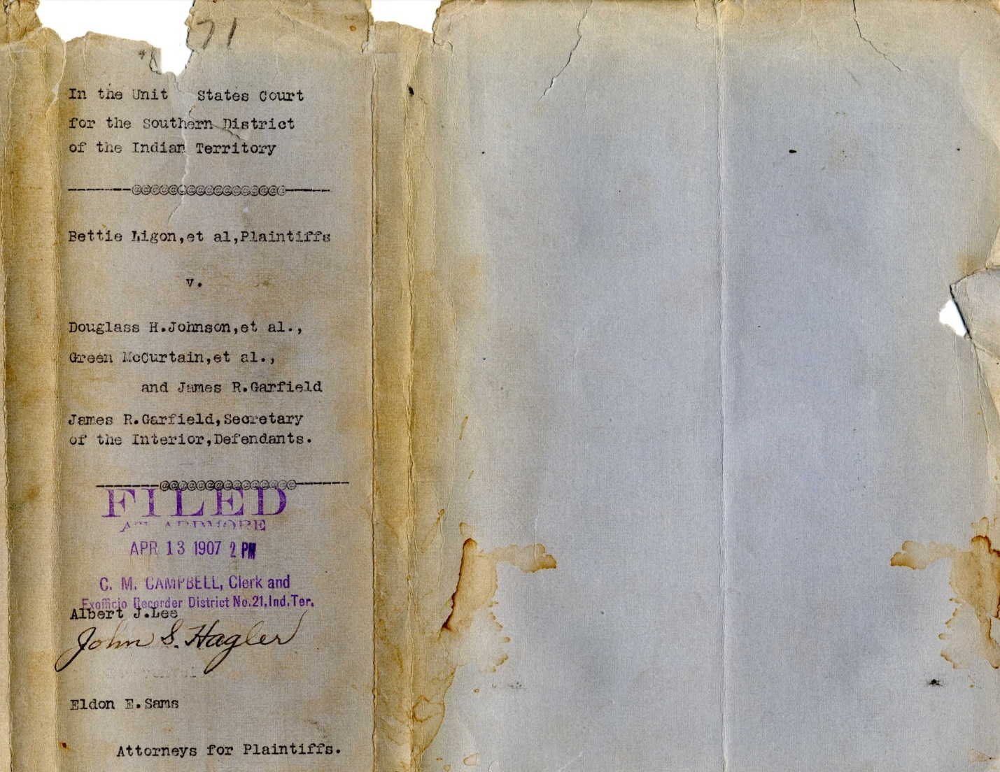 71
In the Unit States Court
for the Southern District
of the Indian Territory
Bettie Ligon,et al,Plaintiffs
v.
Douglass H.Johnson,et al.,
Green McCurtain,et al.,
and James R.Garfield
James R.Garfield,Secretary
of the Interior,Defendants.
FILED
AT ARDMORE
APR 13 1907 2 PM
C. M. CAMPBELL, Clerk and
Exofficio Recorder District No.21,Ind.Ter.
Albert J.Lee
John S. Hagler
Eldon E.Sams
Attorneys for Plaintiffs.